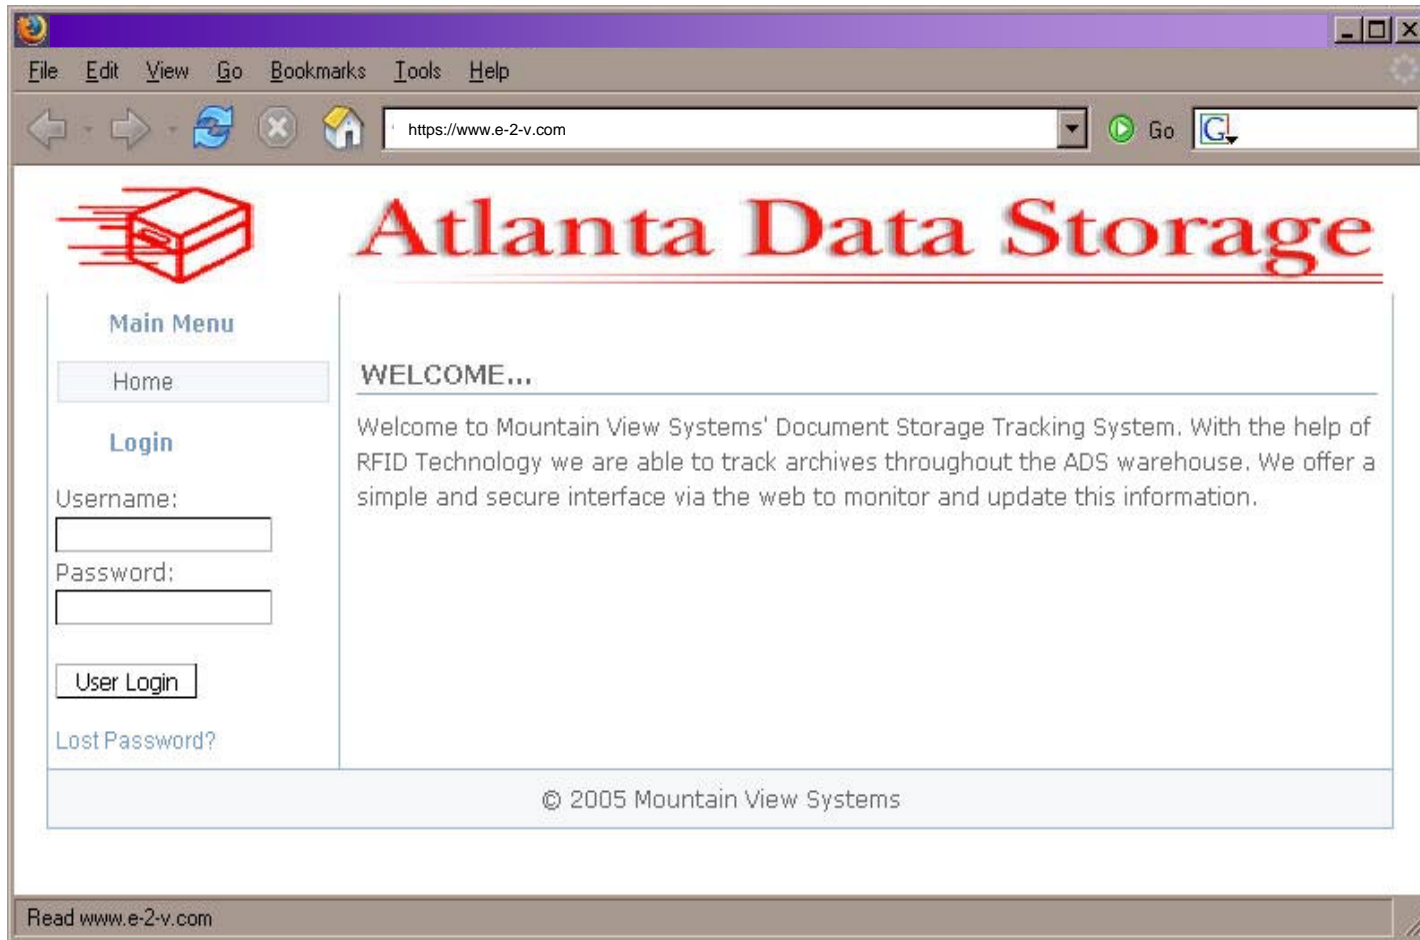 File Edit View Go Bookmarks Tools Help
https://www.e-2-v.com Go G
Atlanta Data Storage
Main Menu
Home
Login
Username:
Password:
User Login
Lost Password?
WELCOME...
Welcome to Mountain View Systems' Document Storage Tracking System. With the help of
RFID Technology we are able to track archives throughout the ADS warehouse. We offer a
simple and secure interface via the web to monitor and update this information.
© 2005 Mountain View Systems
Read www.e-2-v.com